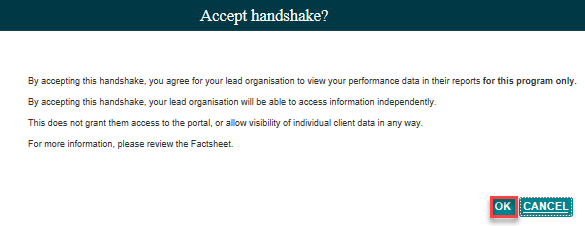 Accept handshake?
By accepting this handshake, you agree for your lead organisation to view your performance data in their reports for this program only.
By accepting this handshake, your lead organisation will be able to access information independently.
This does not grant them access to the portal, or allow visibility of individual client data in any way.
For more information, please review the Factsheet.
OK CANCEL